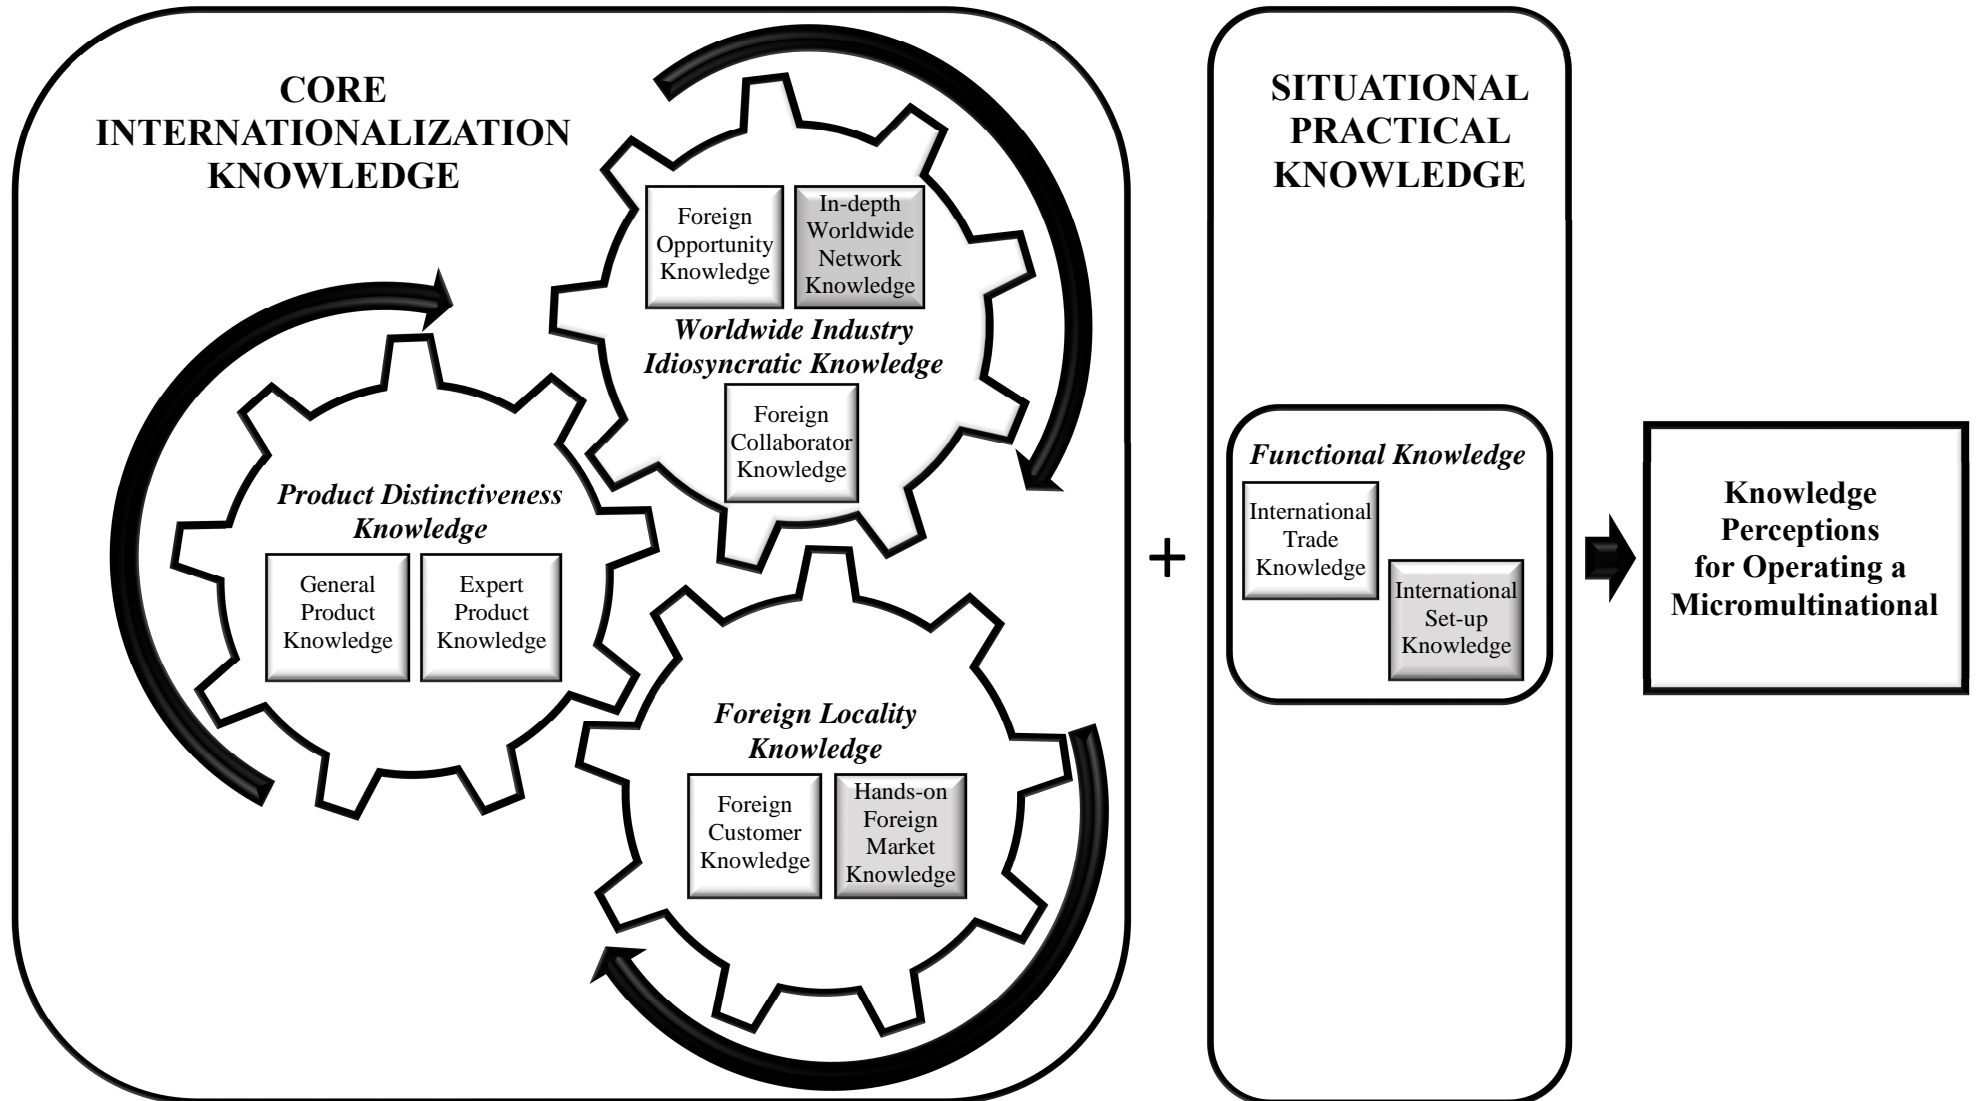 CORE
INTERNATIONALIZATION
KNOWLEDGE
Foreign
Opportunity
Knowledge
In-depth
Worldwide
Network
Knowledge
Worldwide Industry
Idiosyncratic Knowledge
Foreign
Collaborator
Knowledge
Product Distinctiveness
Knowledge
General
Product
Knowledge
Expert
Product
Knowledge
Foreign Locality
Knowledge
Foreign
Customer
Knowledge
Hands-on
Foreign
Market
Knowledge
+
SITUATIONAL
PRACTICAL
KNOWLEDGE
Functional Knowledge
International
Trade
Knowledge
International
Set-up
Knowledge
Knowledge
Perceptions
for Operating a
Micromultinational